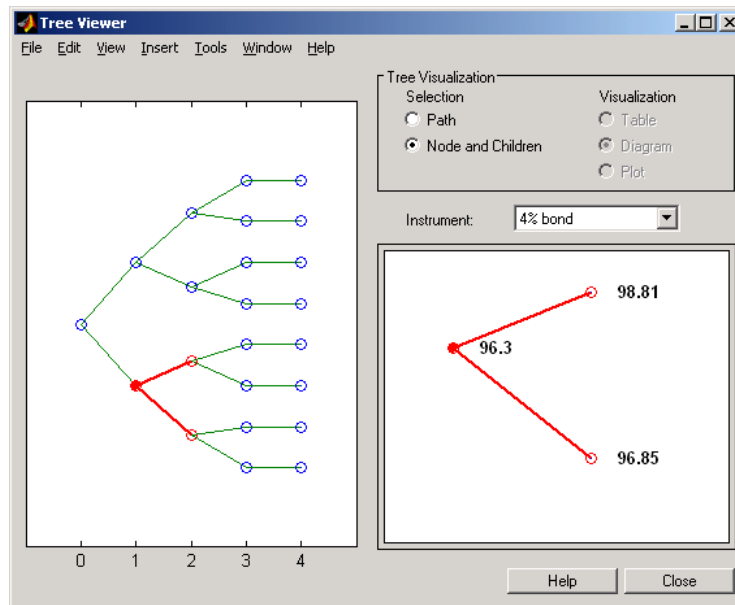 Tree Viewer
File Edit View Insert Tools Window Help
Tree Visualization
Selection
Visualization
Path
Table
Node and Children
Diagram
Plot
Instrument:
4% bond
98.81
96.3
96.85
0 1 2 3 4
Help
Close